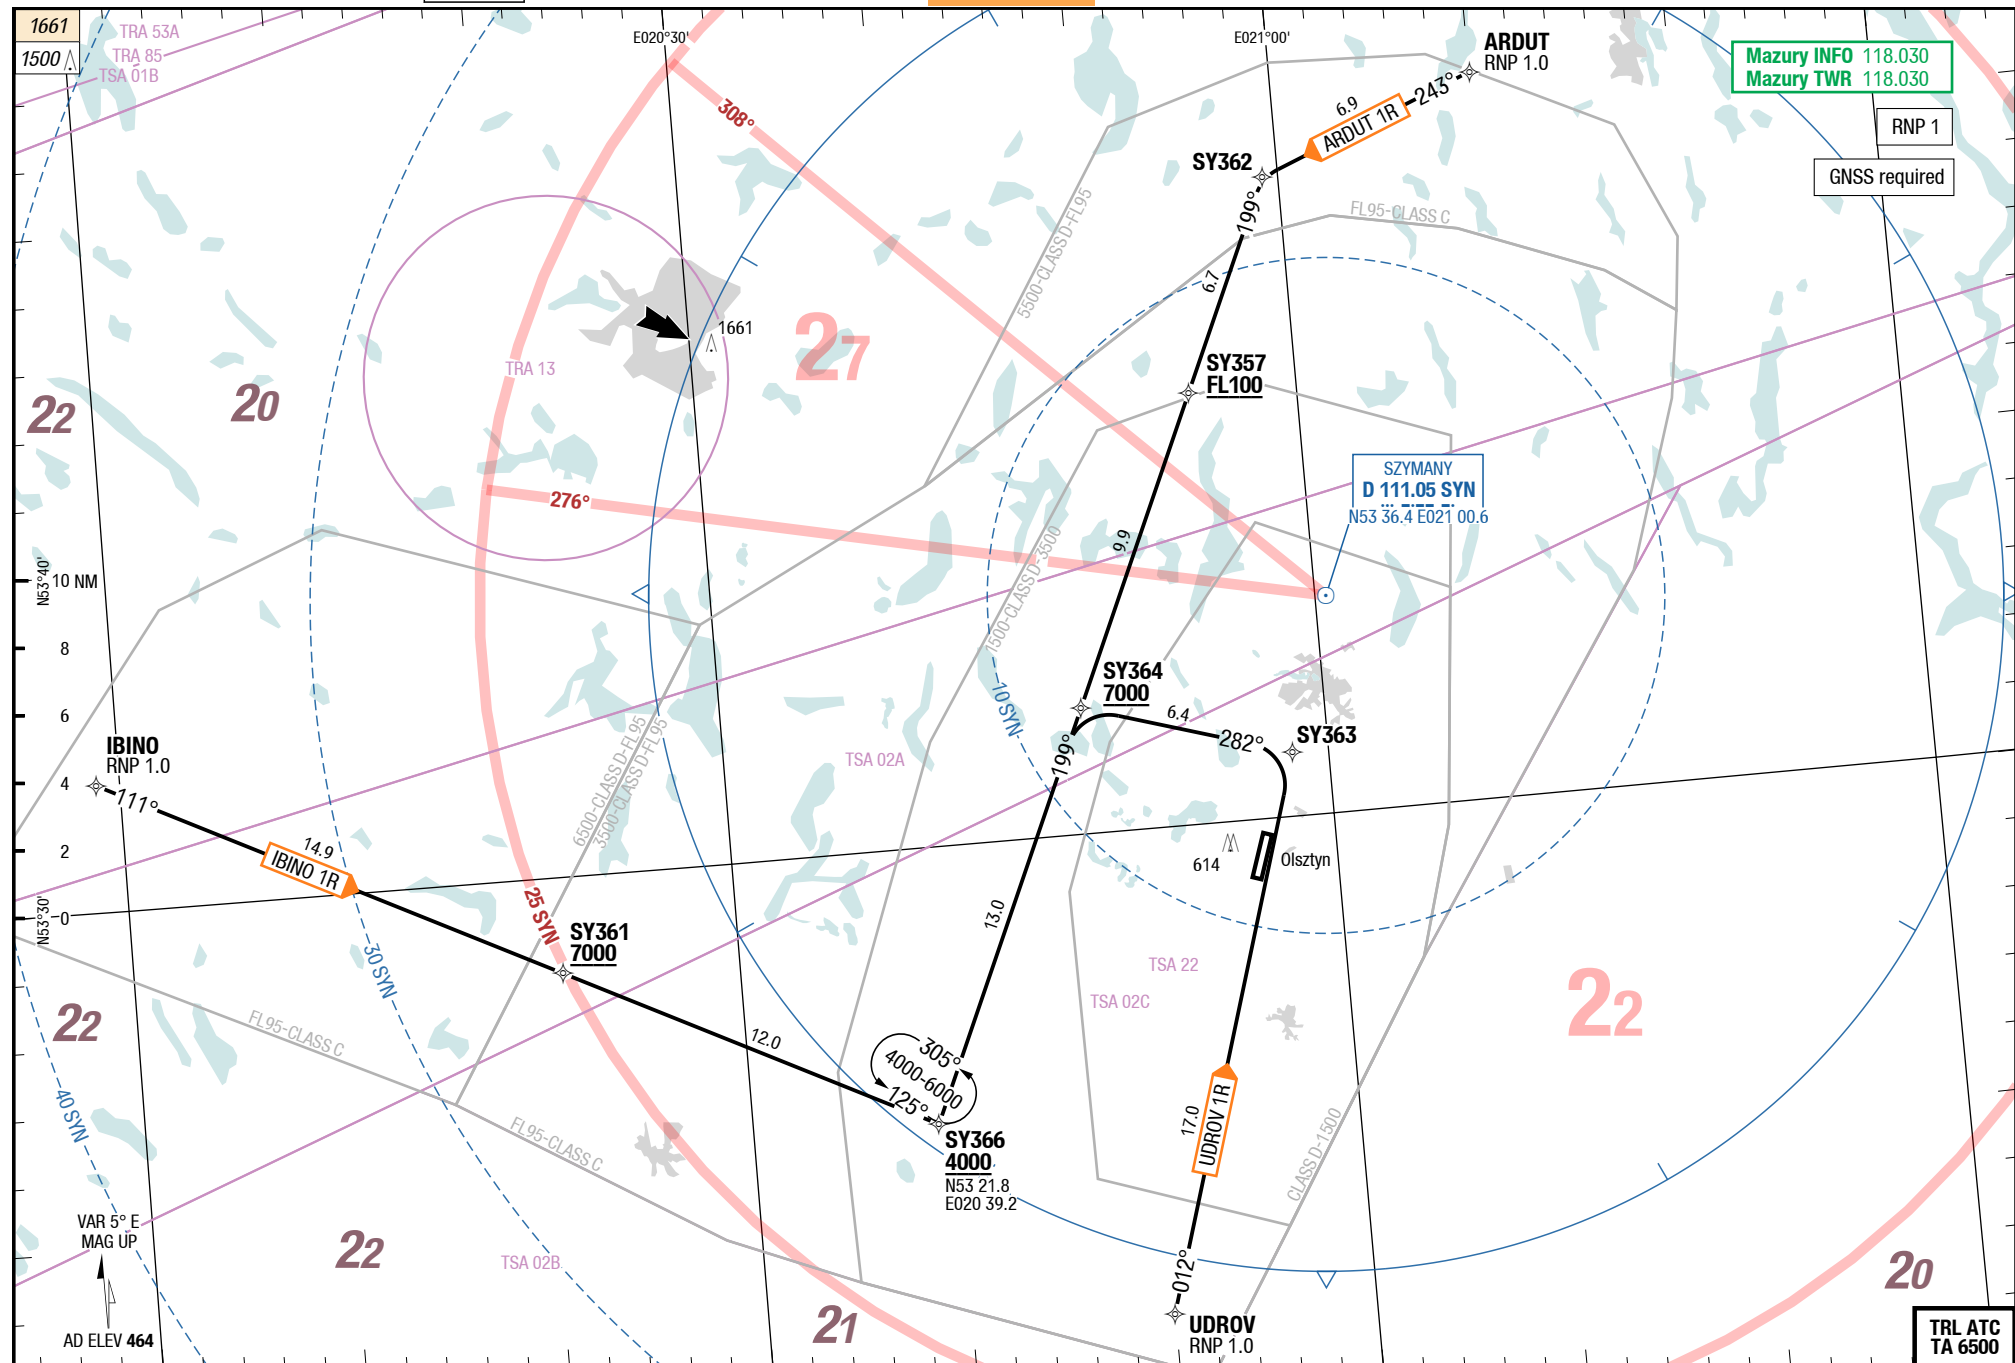 1661
1500
TRA 53A
TRA 85
TSA 01B
E020°30'
E021°00'
ARDUT
RNP 1.0
Mazury INFO 118.030
Mazury TWR 118.030
RNP 1
GNSS required
308°
6.9
ARDUT 1R
243°
SY362
199°
5500-CLASS D-FL95
FL95-CLASS C
6.7
1661
27
TRA 13
SY357
FL100
22
20
SZYMANY
D 111.05 SYN
N53 36.4 E021 00.6
276°
9.9
1500-CLASS D-3500
N53°40'
10 NM
8
6
4
2
0
N53°30'
SY364
7000
10 SYN
6.4
282°
SY363
199°
IBINO
RNP 1.0
111°
14.9
IBINO 1R
6500-CLASS D-FL95
3500-CLASS D-FL95
TSA 02A
614
Olsztyn
25 SYN
SY361
7000
30 SYN
13.0
TSA 22
TSA 02C
22
22
FL95-CLASS C
12.0
305°
4000-6000
125°
SY366
4000
N53 21.8
E020 39.2
40 SYN
FL95-CLASS C
17.0
UDROV 1R
CLASS D-1500
VAR 5° E
MAG UP
22
TSA 02B
012°
20
AD ELEV 464
21
UDROV
RNP 1.0
TRL ATC
TA 6500